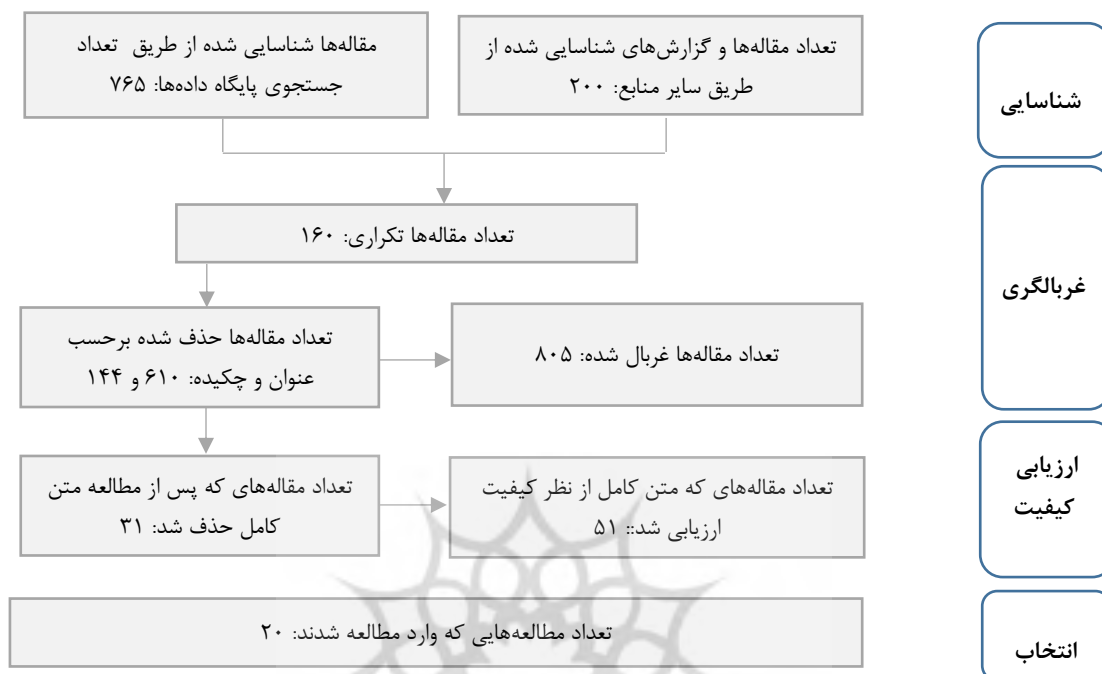 تعداد مقاله‌ها و گزارش‌های شناسایی شده از
طریق سایر منابع: ۲۰۰
مقاله‌ها شناسایی شده از طریق تعداد
جستجوی پایگاه داده‌ها: ۷۶۵
شناسایی
تعداد مقاله‌ها تکراری: ۱۶۰
غربالگری
تعداد مقاله‌ها حذف شده برحسب
عنوان و چکیده: ۶۱۰ و ۱۴۴
تعداد مقاله‌ها غربال شده: ۸۰۵
ارزیابی
کیفیت
تعداد مقاله‌های که متن کامل از نظر کیفیت
ارزیابی شد:: ۵۱
تعداد مقاله‌های که پس از مطالعه متن
کامل حذف شد: ۳۱
تعداد مطالعه‌هایی که وارد مطالعه شدند: ۲۰
انتخاب